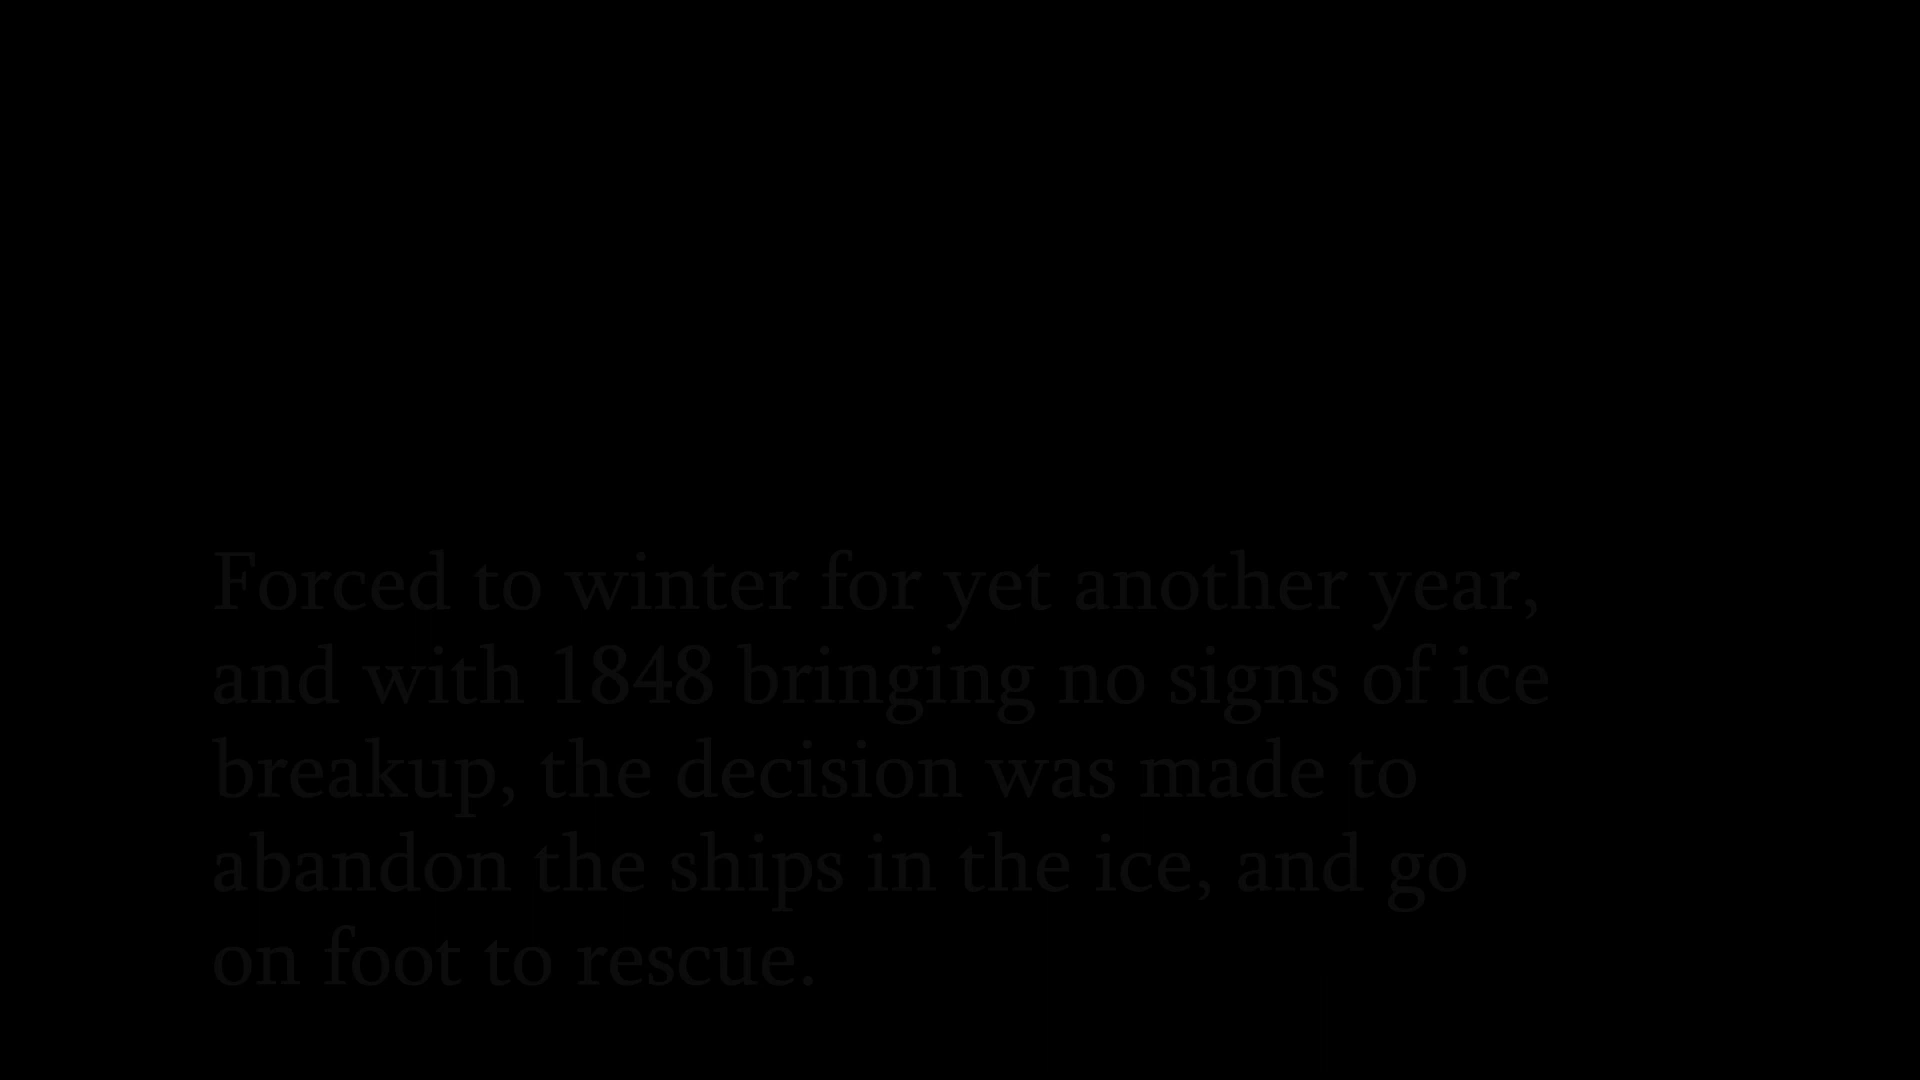 Forced to winter for yet another year,
and with 1848 bringing no signs of ice
breakup, the decision was made to
abandon the ships in the ice, and go
on foot to rescue.